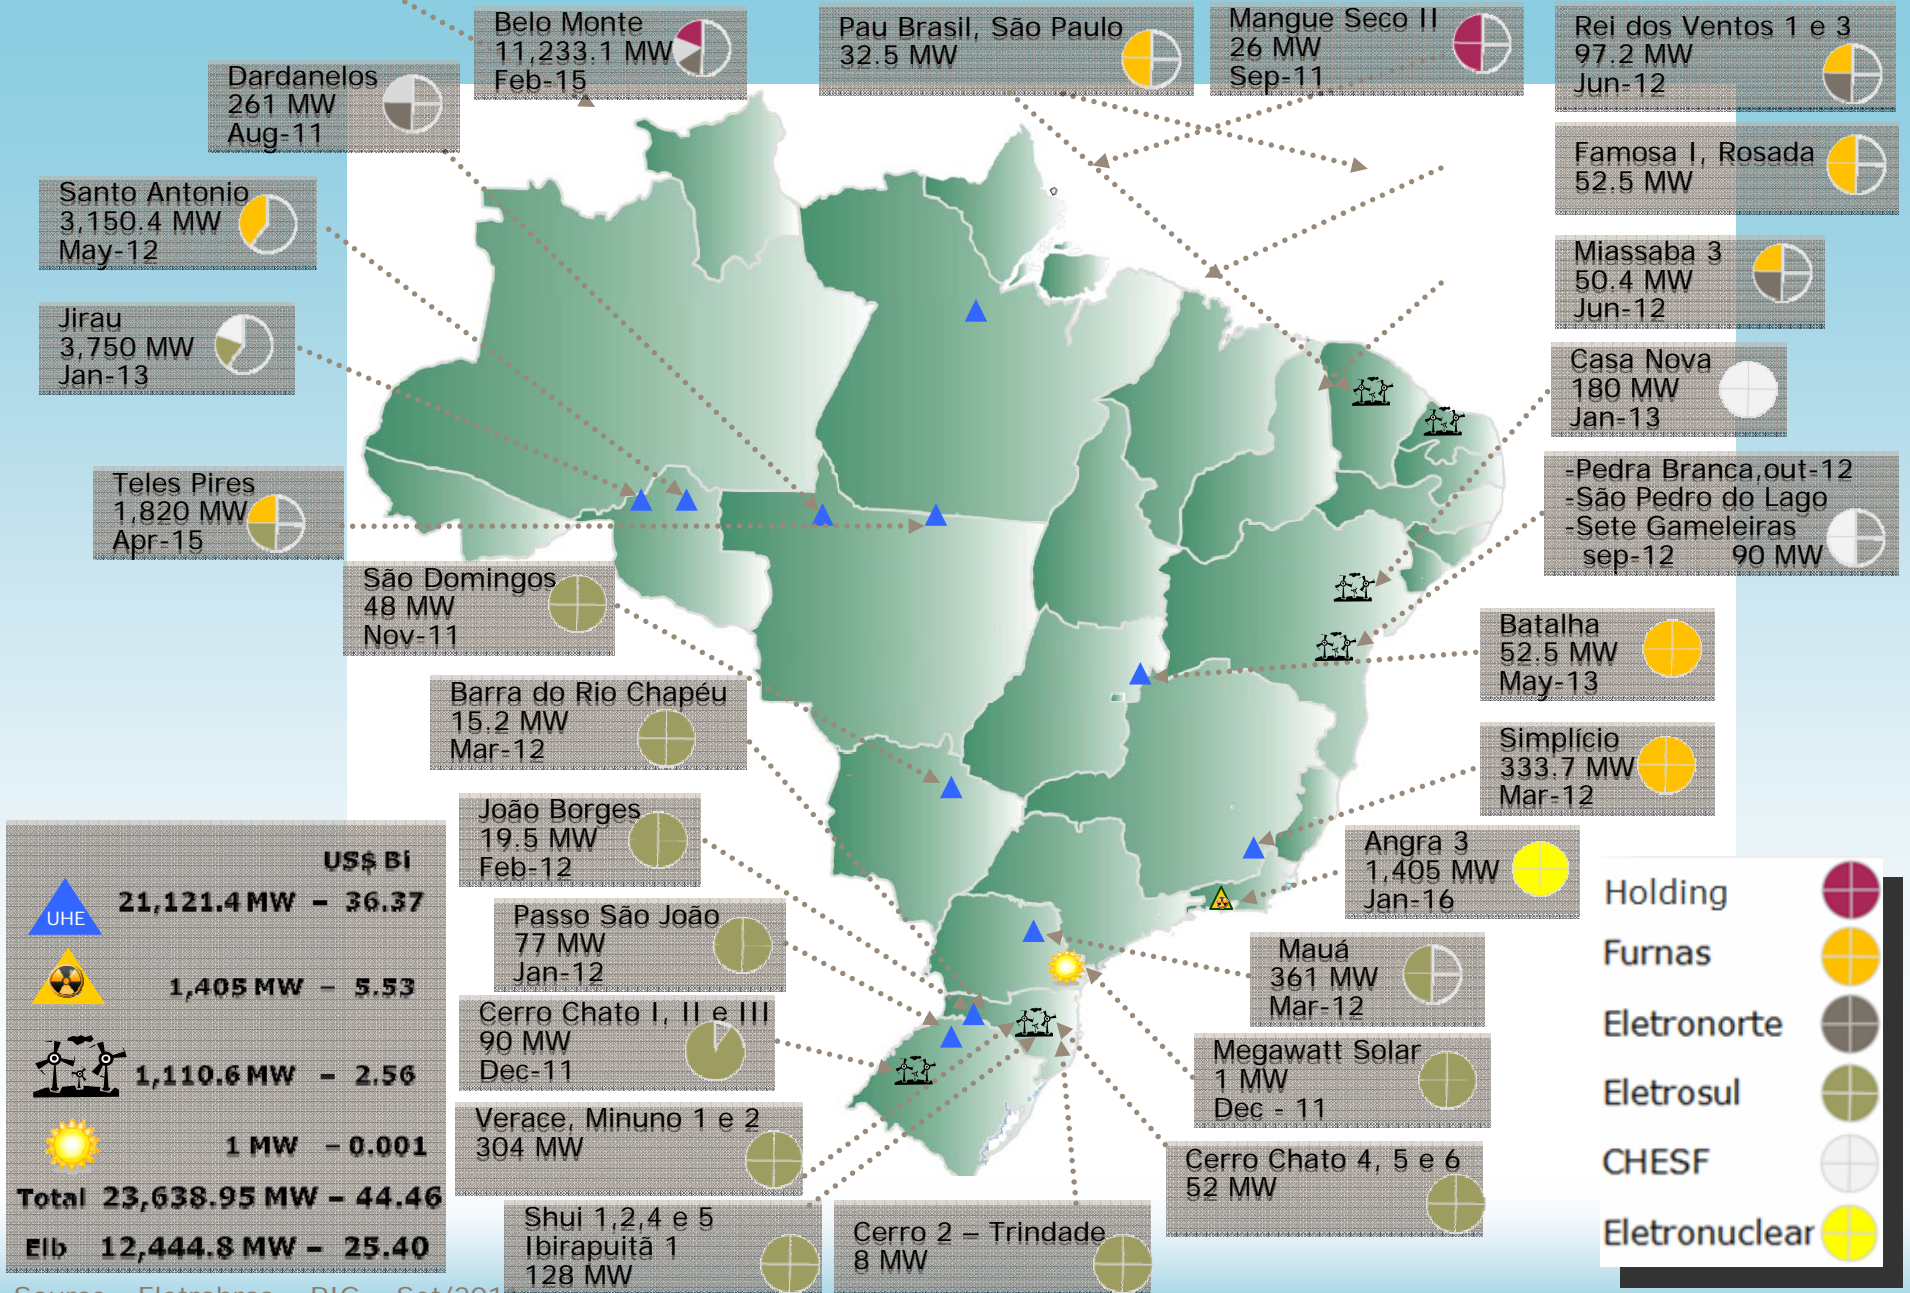 Belo Monte
11,233.1 MW
Feb-15
Pau Brasil, São Paulo
32.5 MW
Mangue Seco II
26 MW
Sep-11
Rei dos Ventos 1 e 3
97.2 MW
Jun-12
Dardanelos
261 MW
Aug-11
Famosa I, Rosada
52.5 MW
Santo Antonio
3,150.4 MW
May-12
Miassaba 3
50.4 MW
Jun-12
Jirau
3,750 MW
Jan-13
Casa Nova
180 MW
Jan-13
Teles Pires
1,820 MW
Apr-15
-Pedra Branca,out-12
-São Pedro do Lago
-Sete Gameleiras
sep-12 90 MW
São Domingos
48 MW
Nov-11
Batalha
52.5 MW
May-13
Barra do Rio Chapéu
15.2 MW
Mar-12
Simplício
333.7 MW
Mar-12
João Borges
19.5 MW
Feb-12
Angra 3
1,405 MW
Jan-16
Passo São João
77 MW
Jan-12
Mauá
361 MW
Mar-12
Cerro Chato I, II e III
90 MW
Dec-11
Megawatt Solar
1 MW
Dec - 11
Verace, Minuno 1 e 2
304 MW
Cerro Chato 4, 5 e 6
52 MW
Shui 1,2,4 e 5
Ibirapuitã 1
128 MW
Cerro 2 – Trindade
8 MW
US$ Bi
UHE 21,121.4 MW – 36.37
1,405 MW – 5.53
1,110.6 MW – 2.56
1 MW – 0.001
Total 23,638.95 MW – 44.46
Elb 12,444.8 MW – 25.40
Holding
Furnas
Eletronorte
Eletrosul
CHESF
Eletronuclear